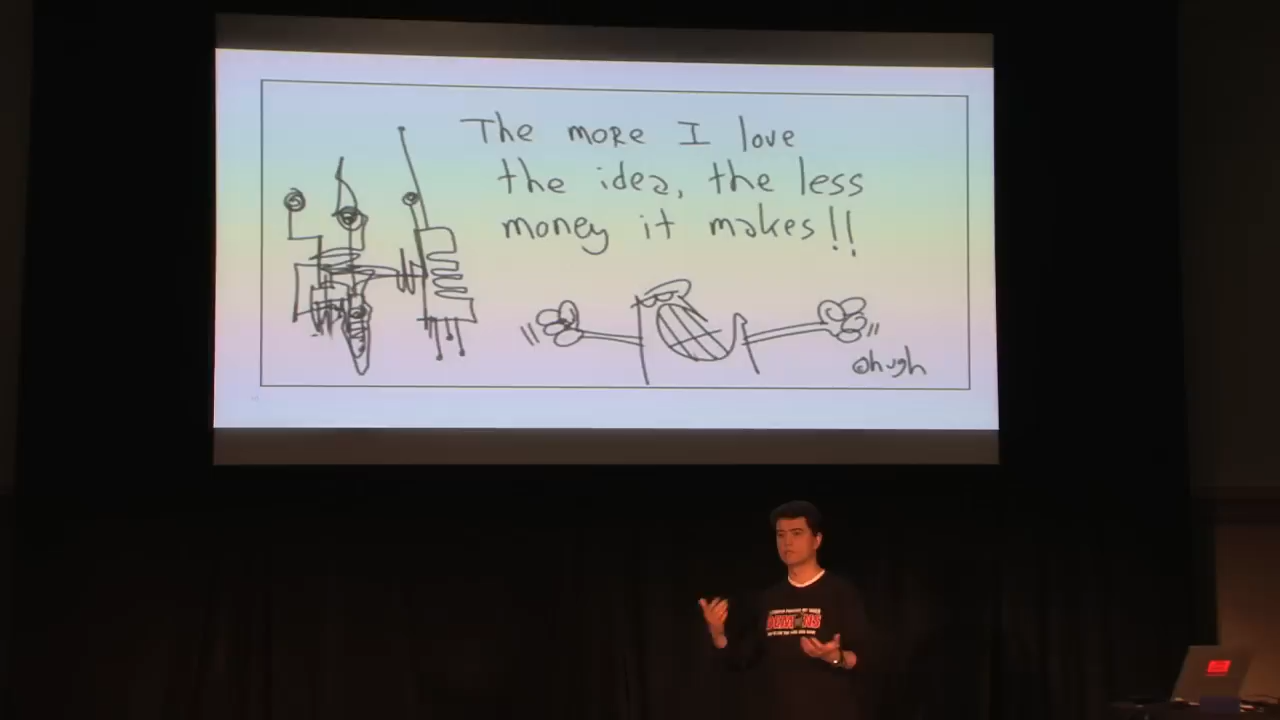 The more I love
the idea, the less
money it makes!!
©hugh